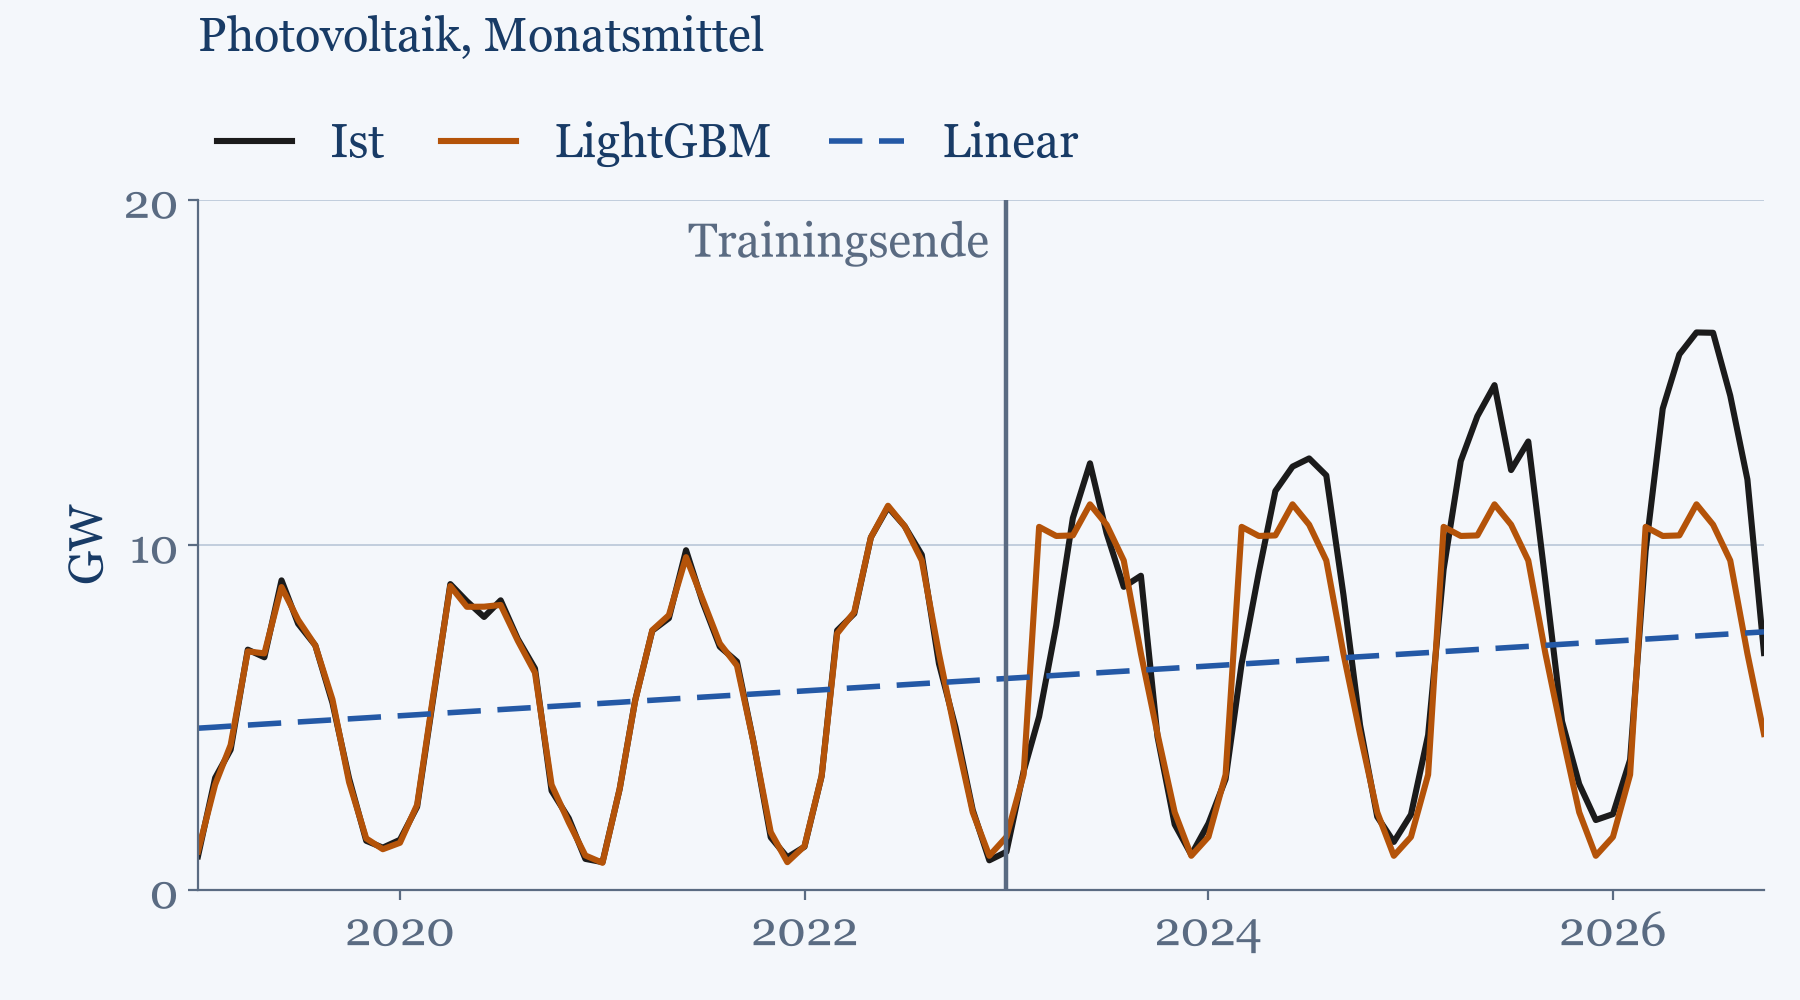 Photovoltaik, Monatsmittel
Ist LightGBM Linear
20
Trainingsende
GW
10
0
2020 2022 2024 2026